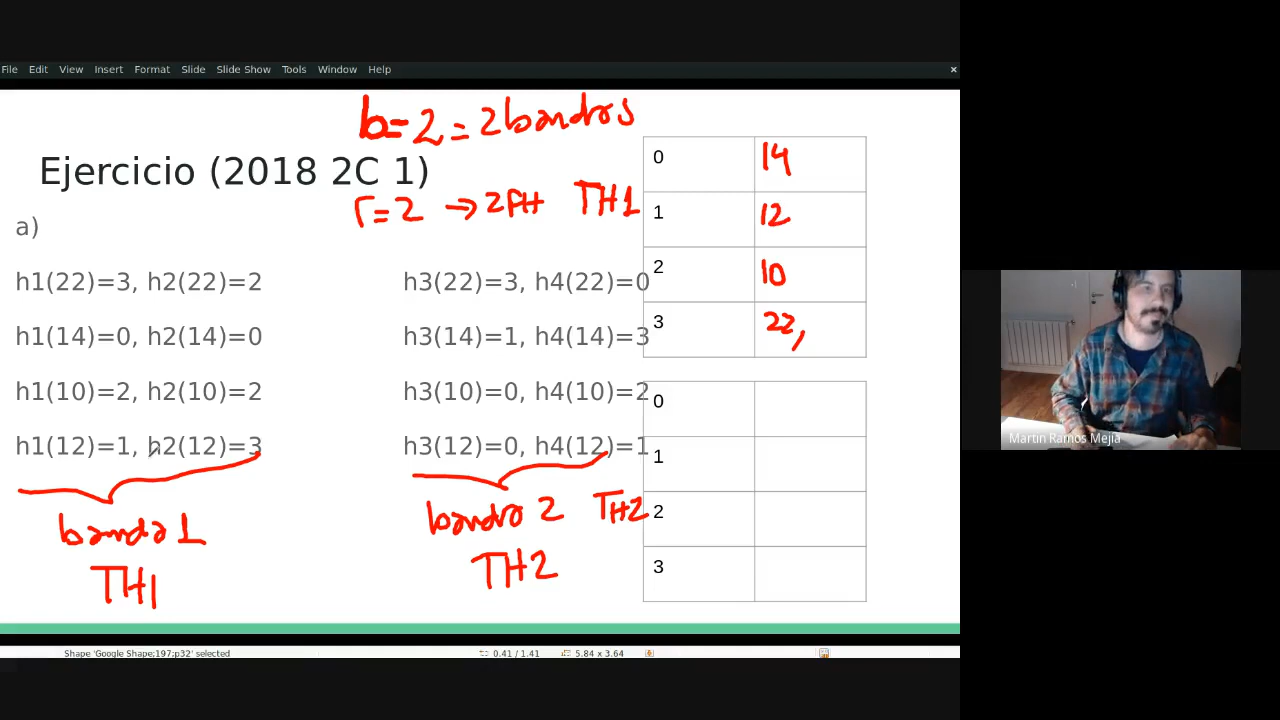 File Edit View Insert Format Slide Slide Show Tools Window Help ×
b=2=2 bandas
Ejercicio (2018 2C 1)
r=2 → 2 FH TH1
a)
h1(22)=3, h2(22)=2 h3(22)=3, h4(22)=0
h1(14)=0, h2(14)=0 h3(14)=1, h4(14)=3
h1(10)=2, h2(10)=2 h3(10)=0, h4(10)=2
h1(12)=1, h2(12)=3 h3(12)=0, h4(12)=1
banda 1
TH1
banda 2 TH2
TH2
0 14
1 12
2 10
3 22,
0
1
2
3
Martin Ramos Mejía
Shape 'Google Shape;197;p32' selected 0.41 / 1.41 5.84 x 3.64